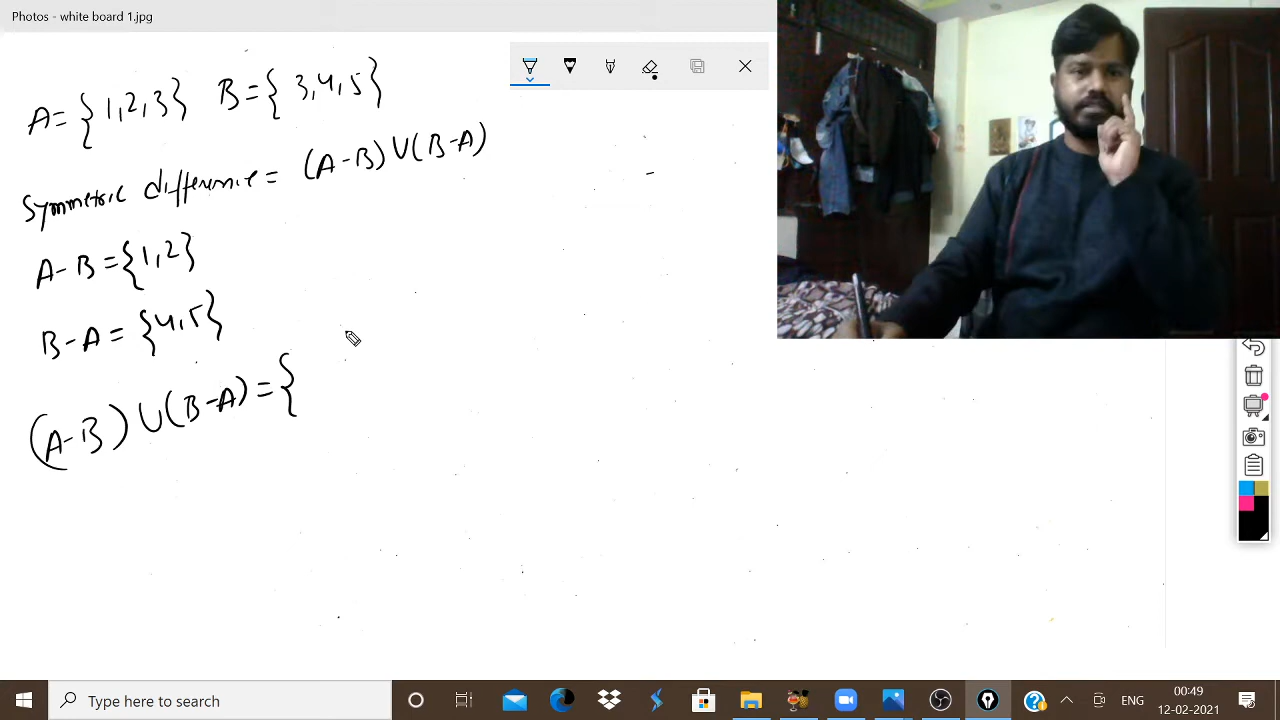 Photos - white board 1.jpg
A = {1,2,3} B = {3,4,5}
Symmetric difference = (A-B) U (B-A)
A-B = {1,2}
B-A = {4,5}
(A-B) U (B-A) = {
Type here to search
ENG
00:49
12-02-2021